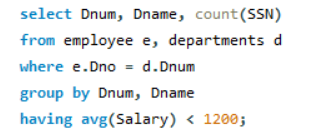 select Dnum, Dname, count(SSN)
from employee e, departments d
where e.Dno = d.Dnum
group by Dnum, Dname
having avg(Salary) < 1200;